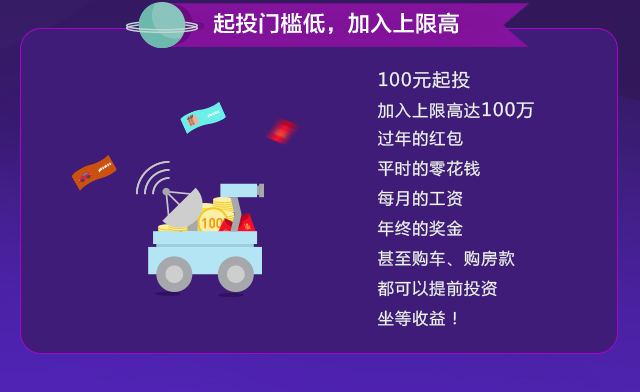 起投门槛低，加入上限高
100元起投
加入上限高达100万
过年的红包
平时的零花钱
每月的工资
年终的奖金
甚至购车、购房款
都可以提前投资
坐等收益！
100